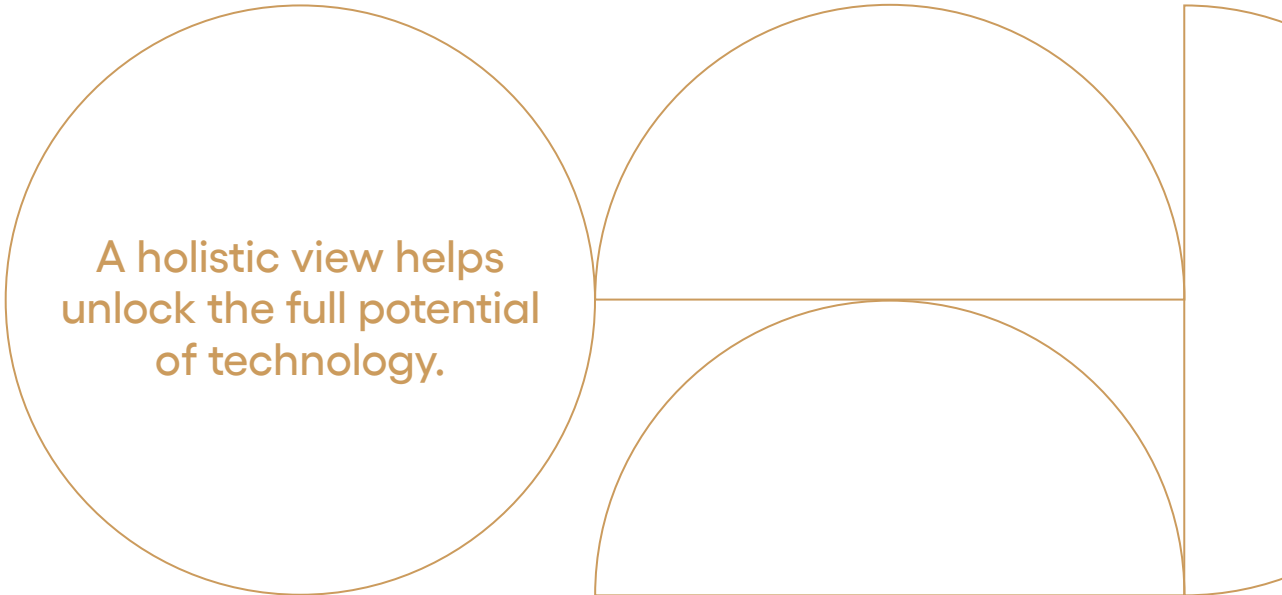 A holistic view helps
unlock the full potential
of technology.